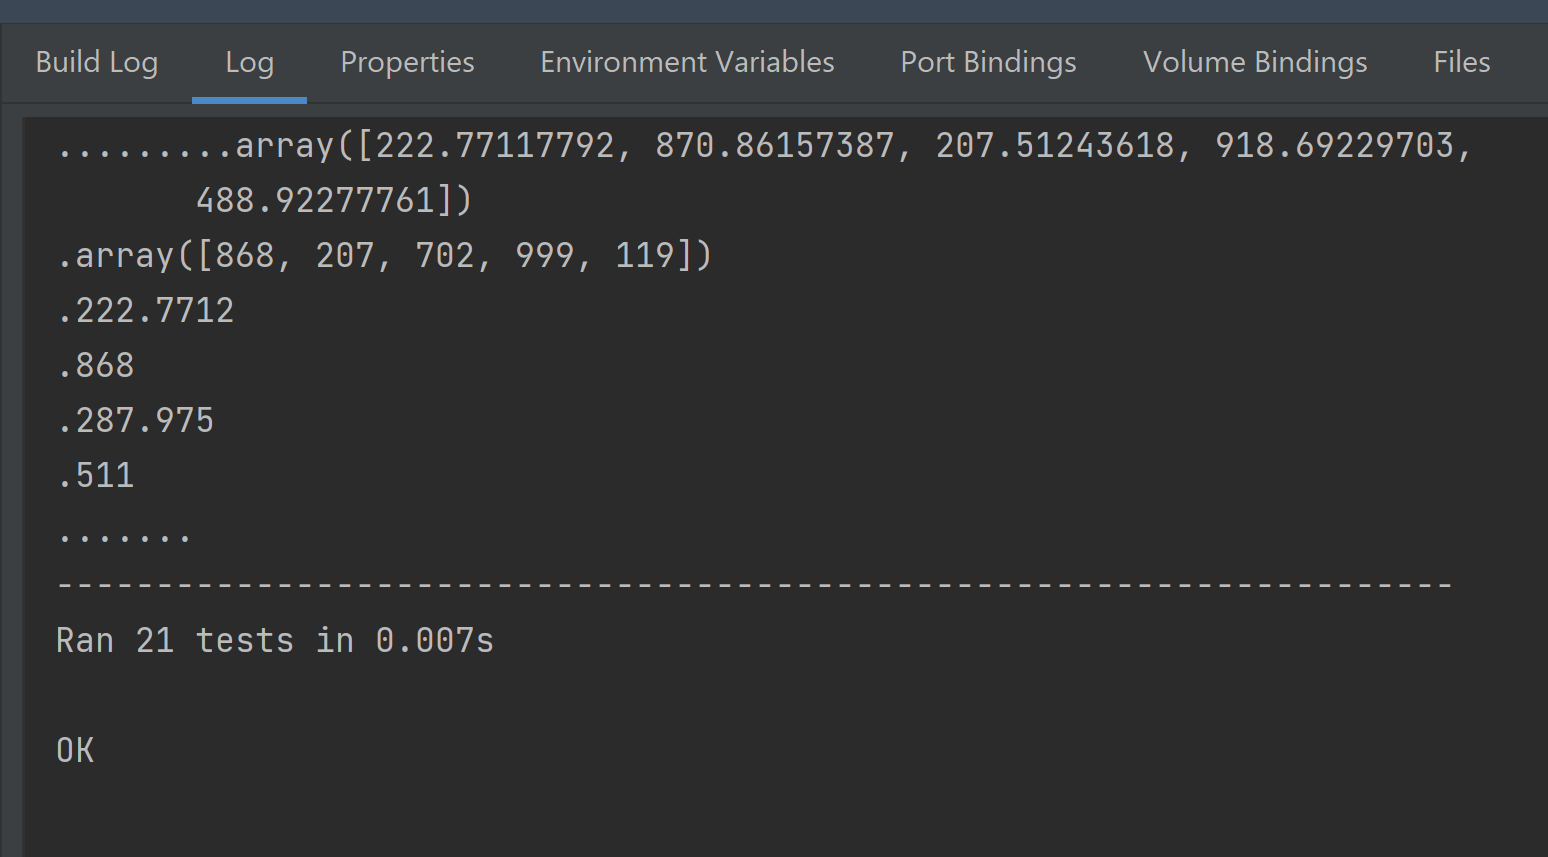 Build Log Log Properties Environment Variables Port Bindings Volume Bindings Files
.........array([222.77117792, 870.86157387, 207.51243618, 918.69229703,
       488.92277761])
.array([868, 207, 702, 999, 119])
.222.7712
.868
.287.975
.511
.......
----------------------------------------------------------------------
Ran 21 tests in 0.007s
OK